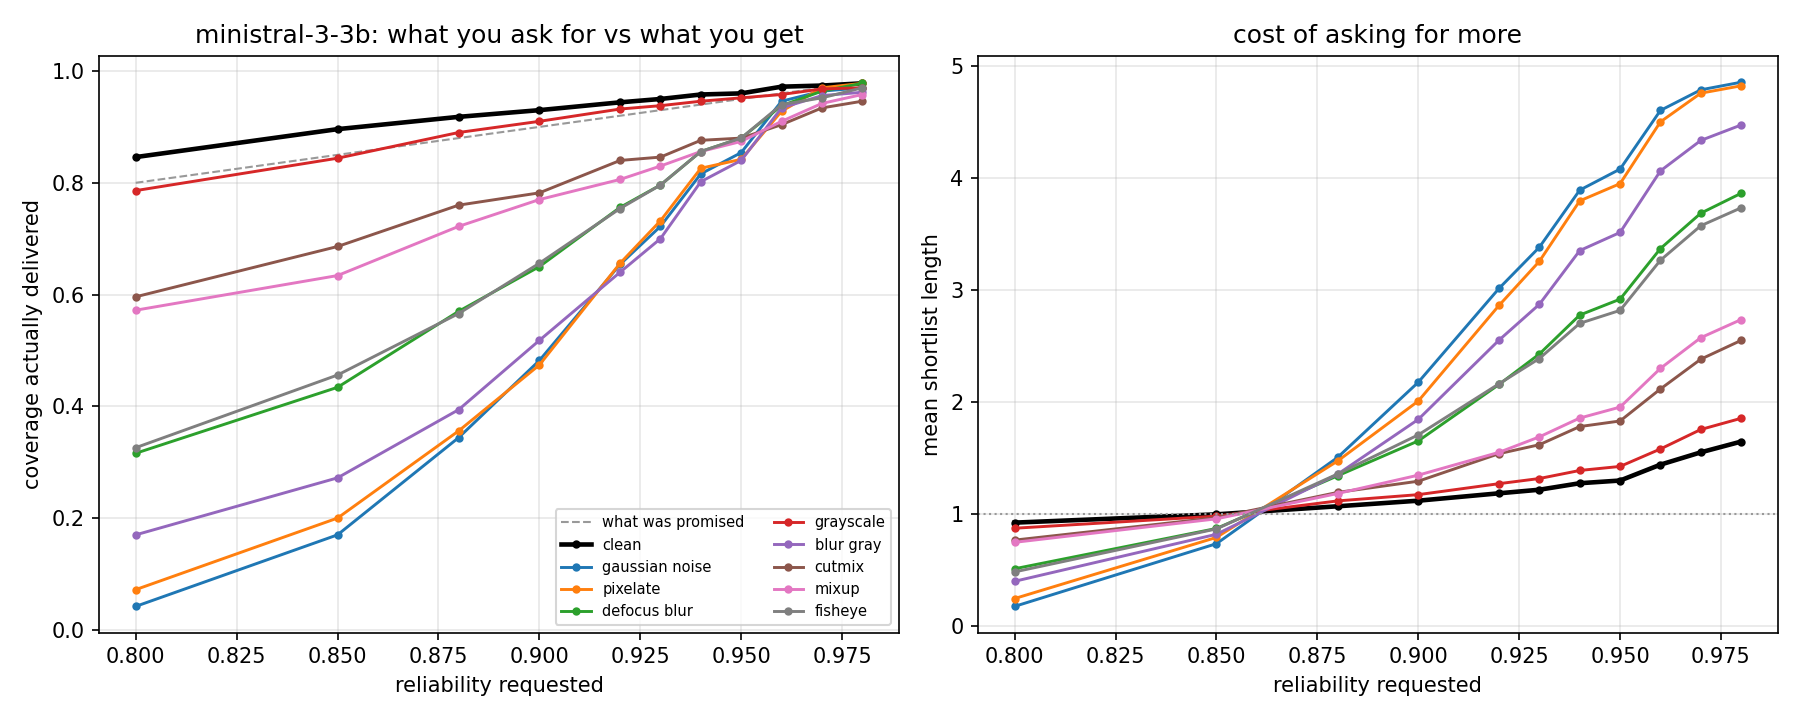 ministral-3-3b: what you ask for vs what you get
coverage actually delivered
1.0
0.8
0.6
0.4
0.2
0.0
what was promised
clean
gaussian noise
pixelate
defocus blur
grayscale
blur gray
cutmix
mixup
fisheye
0.800 0.825 0.850 0.875 0.900 0.925 0.950 0.975
reliability requested
cost of asking for more
mean shortlist length
5
4
3
2
1
0
0.800 0.825 0.850 0.875 0.900 0.925 0.950 0.975
reliability requested